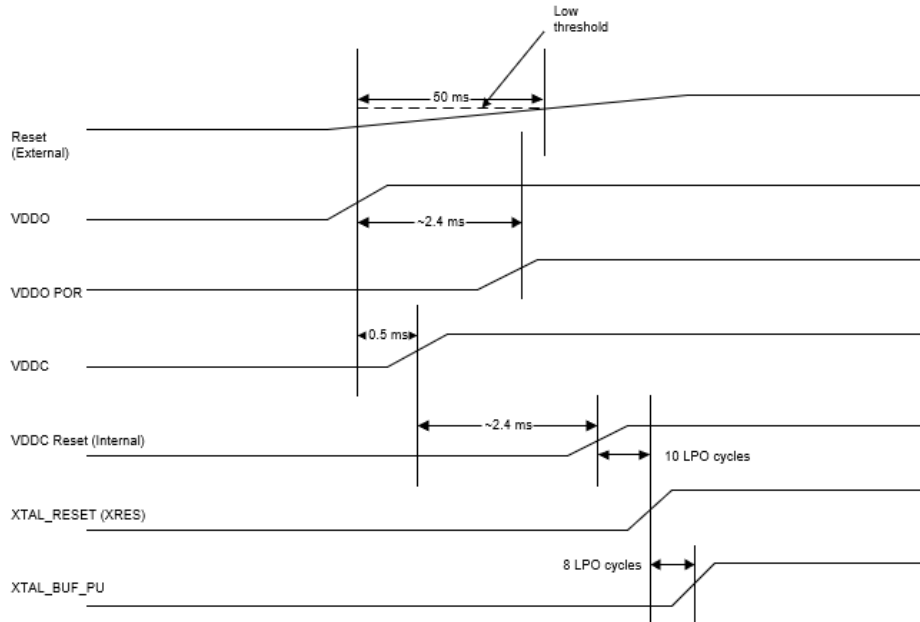 Low
threshold
50 ms
Reset
(External)
VDDO
~2.4 ms
VDDO POR
0.5 ms
VDDC
~2.4 ms
VDDC Reset (Internal)
10 LPO cycles
XTAL_RESET (XRES)
8 LPO cycles
XTAL_BUF_PU